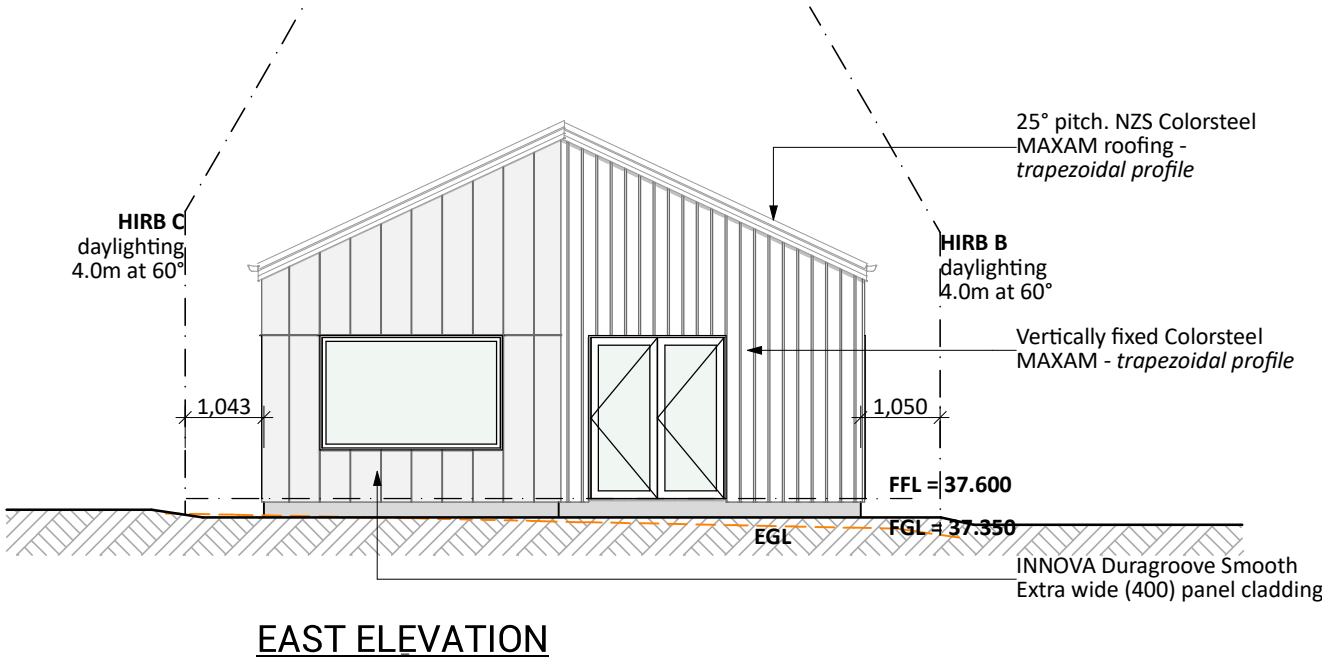 25° pitch. NZS Colorsteel
MAXAM roofing -
trapezoidal profile
HIRB C
daylighting
4.0m at 60°
HIRB B
daylighting
4.0m at 60°
Vertically fixed Colorsteel
MAXAM - trapezoidal profile
1,043
1,050
FFL = 37.600
FGL = 37.350
EGL
INNOVA Duragroove Smooth
Extra wide (400) panel cladding
EAST ELEVATION